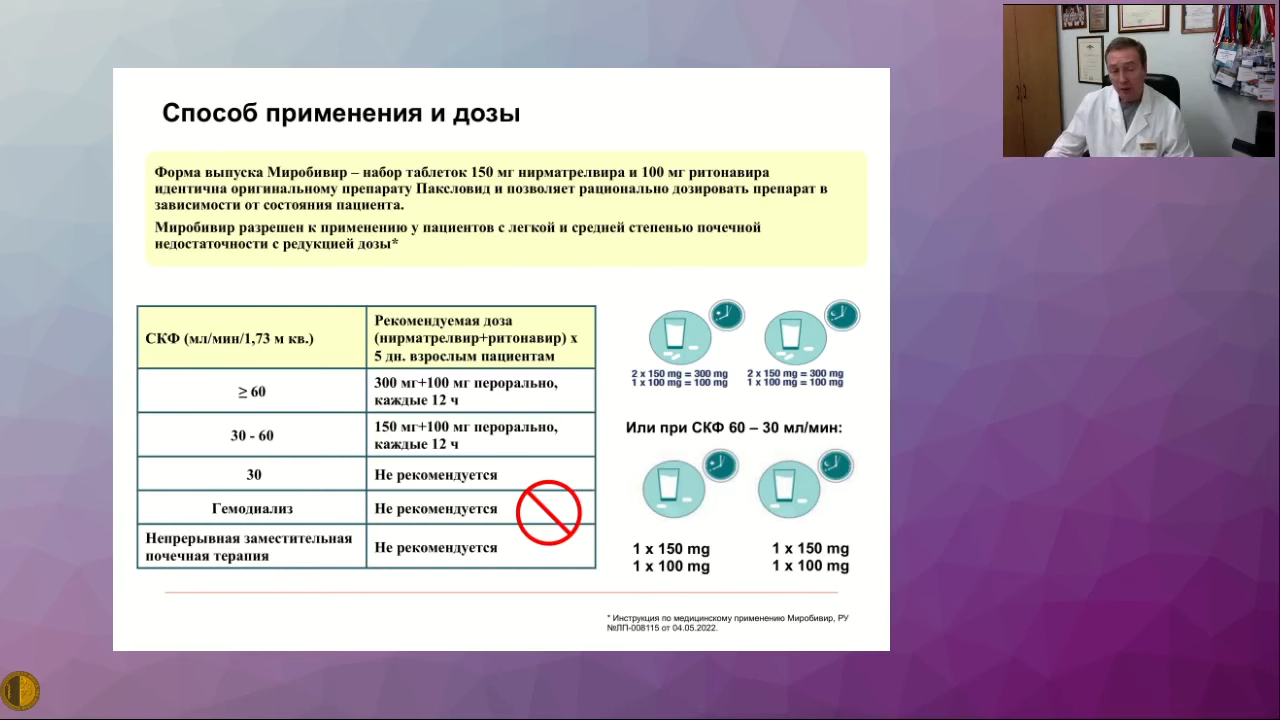 Способ применения и дозы
Форма выпуска Миробивир – набор таблеток 150 мг нирматрелвира и 100 мг ритонавира
идентична оригинальному препарату Паксловид и позволяет рационально дозировать препарат в
зависимости от состояния пациента.
Миробивир разрешен к применению у пациентов с легкой и средней степенью почечной
недостаточности с редукцией дозы*
СКФ (мл/мин/1,73 м кв.)
Рекомендуемая доза
(нирматрелвир+ритонавир) х
5 дн. взрослым пациентам
≥ 60
300 мг+100 мг перорально,
каждые 12 ч
30 - 60
150 мг+100 мг перорально,
каждые 12 ч
30
Не рекомендуется
Гемодиализ
Не рекомендуется
Непрерывная заместительная
почечная терапия
Не рекомендуется
2 x 150 mg = 300 mg
1 x 100 mg = 100 mg
2 x 150 mg = 300 mg
1 x 100 mg = 100 mg
Или при СКФ 60 – 30 мл/мин:
1 x 150 mg
1 x 100 mg
1 x 150 mg
1 x 100 mg
* Инструкция по медицинскому применению Миробивир, РУ
№ЛП-008115 от 04.05.2022.